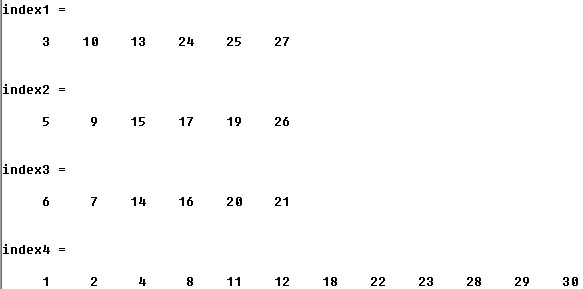 index1 =
3 10 13 24 25 27
index2 =
5 9 15 17 19 26
index3 =
6 7 14 16 20 21
index4 =
1 2 4 8 11 12 18 22 23 28 29 30